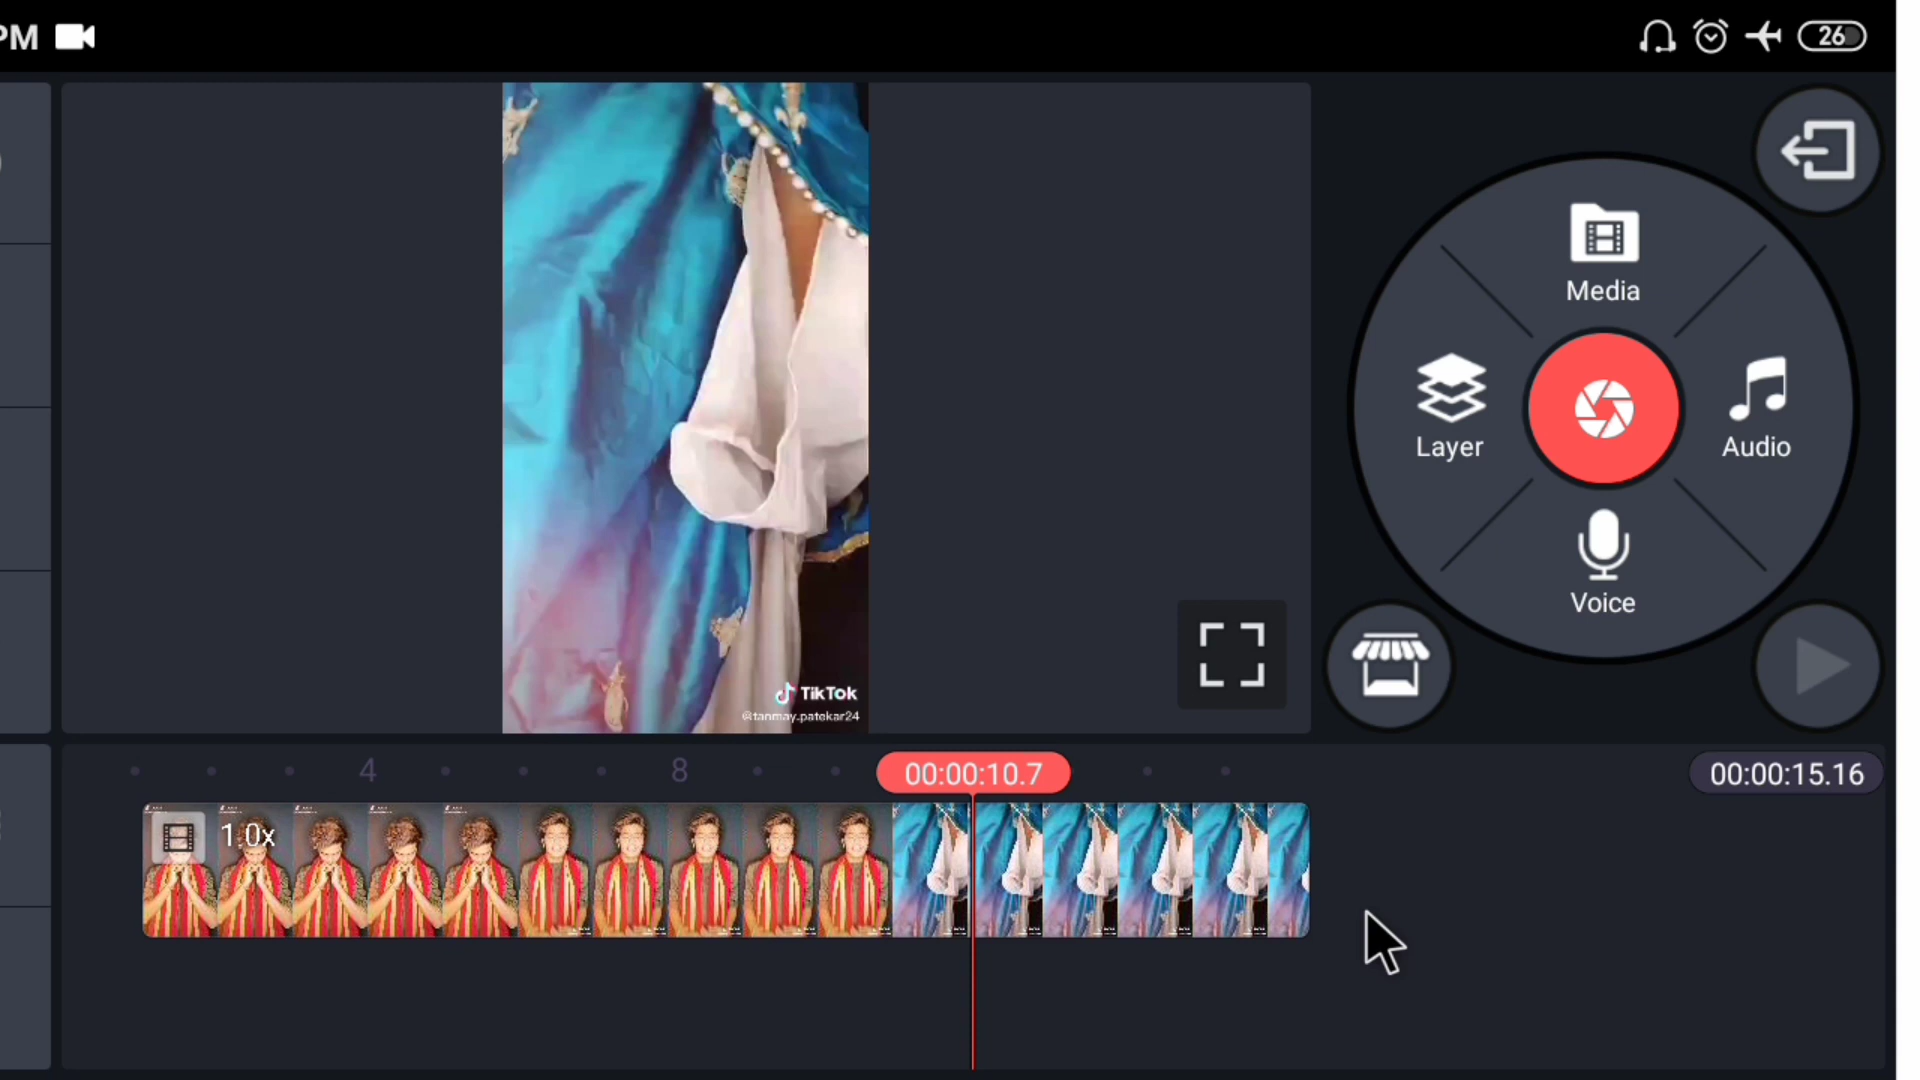 PM
26
Media
Layer
Audio
Voice
TikTok
@tanmay.patekar24
4
8
00:00:10.7
00:00:15.16
1.0x